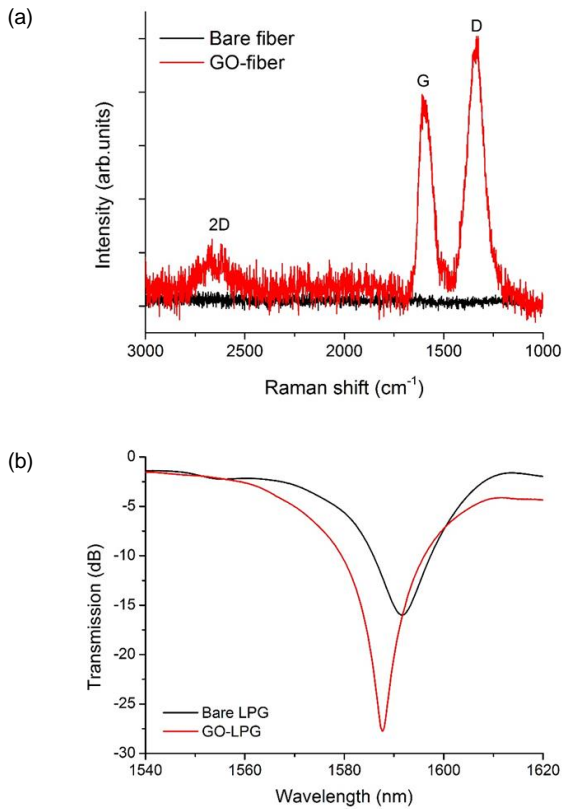 (a)
Bare fiber
GO-fiber
D
G
2D
Intensity (arb.units)
3000 2500 2000 1500 1000
Raman shift (cm⁻¹)
(b)
0
-5
-10
-15
-20
-25
-30
Transmission (dB)
Bare LPG
GO-LPG
1540 1560 1580 1600 1620
Wavelength (nm)